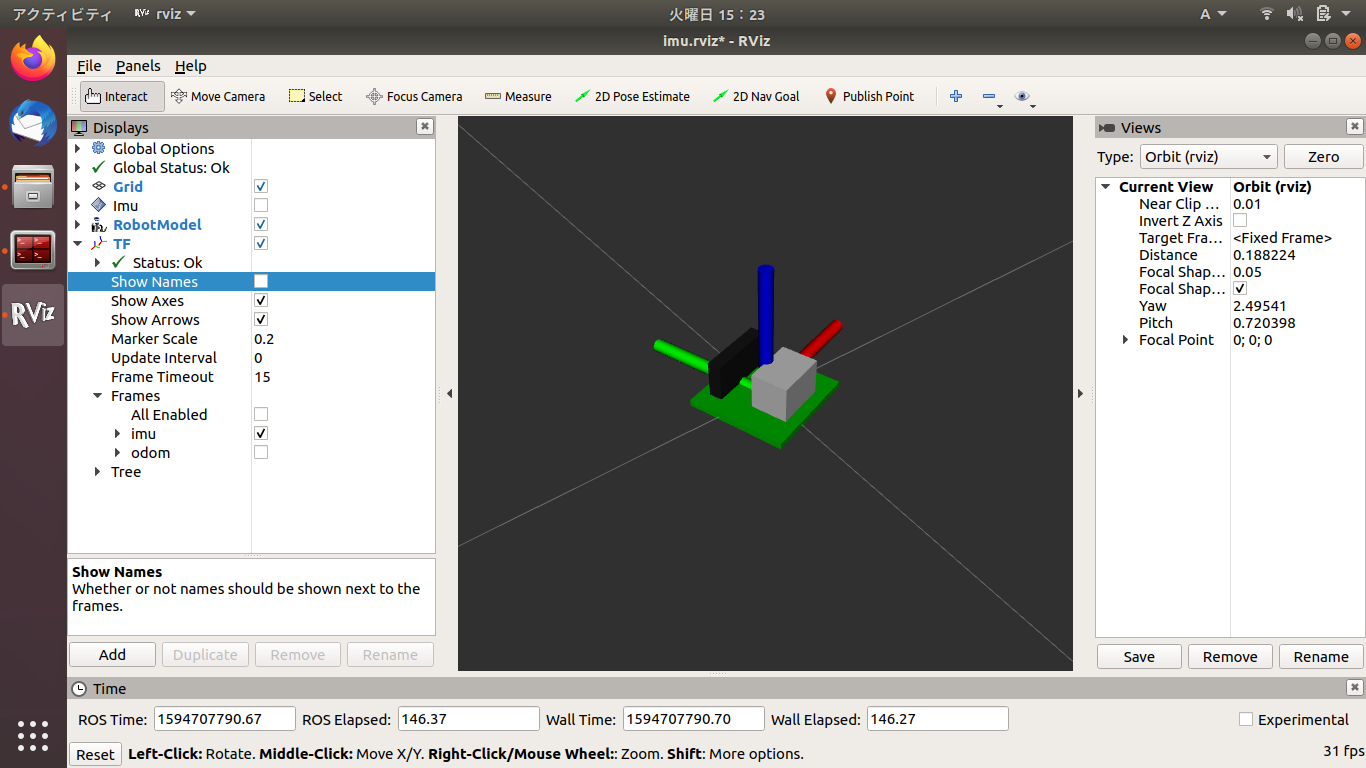 アクティビティ rviz 火曜日 15：23 A
imu.rviz* - RViz
File Panels Help
Interact Move Camera Select Focus Camera Measure 2D Pose Estimate 2D Nav Goal Publish Point
Displays
Global Options
Global Status: Ok
Grid
Imu
RobotModel
TF
Status: Ok
Show Names
Show Axes
Show Arrows
Marker Scale 0.2
Update Interval 0
Frame Timeout 15
Frames
All Enabled
imu
odom
Tree
Show Names
Whether or not names should be shown next to the
frames.
Add Duplicate Remove Rename
Views
Type: Orbit (rviz) Zero
Current View Orbit (rviz)
Near Clip ... 0.01
Invert Z Axis
Target Fra... <Fixed Frame>
Distance 0.188224
Focal Shap... 0.05
Focal Shap...
Yaw 2.49541
Pitch 0.720398
Focal Point 0; 0; 0
Save Remove Rename
Time
ROS Time: 1594707790.67 ROS Elapsed: 146.37 Wall Time: 1594707790.70 Wall Elapsed: 146.27 Experimental
Reset Left-Click: Rotate. Middle-Click: Move X/Y. Right-Click/Mouse Wheel:: Zoom. Shift: More options. 31 fps
RViz